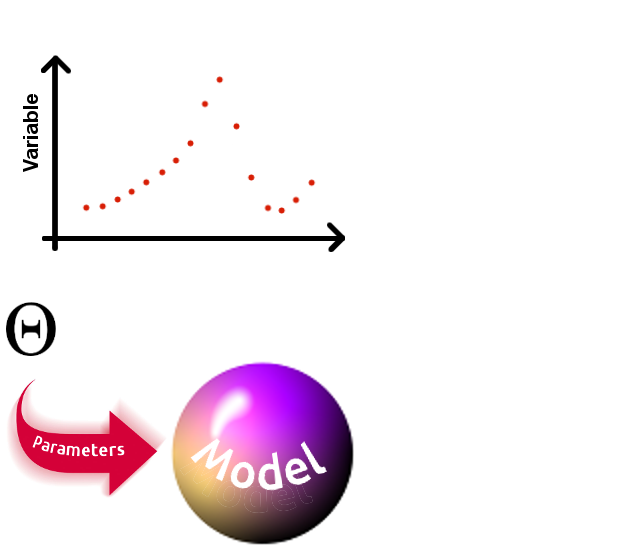 Variable
Θ
Parameters
Model